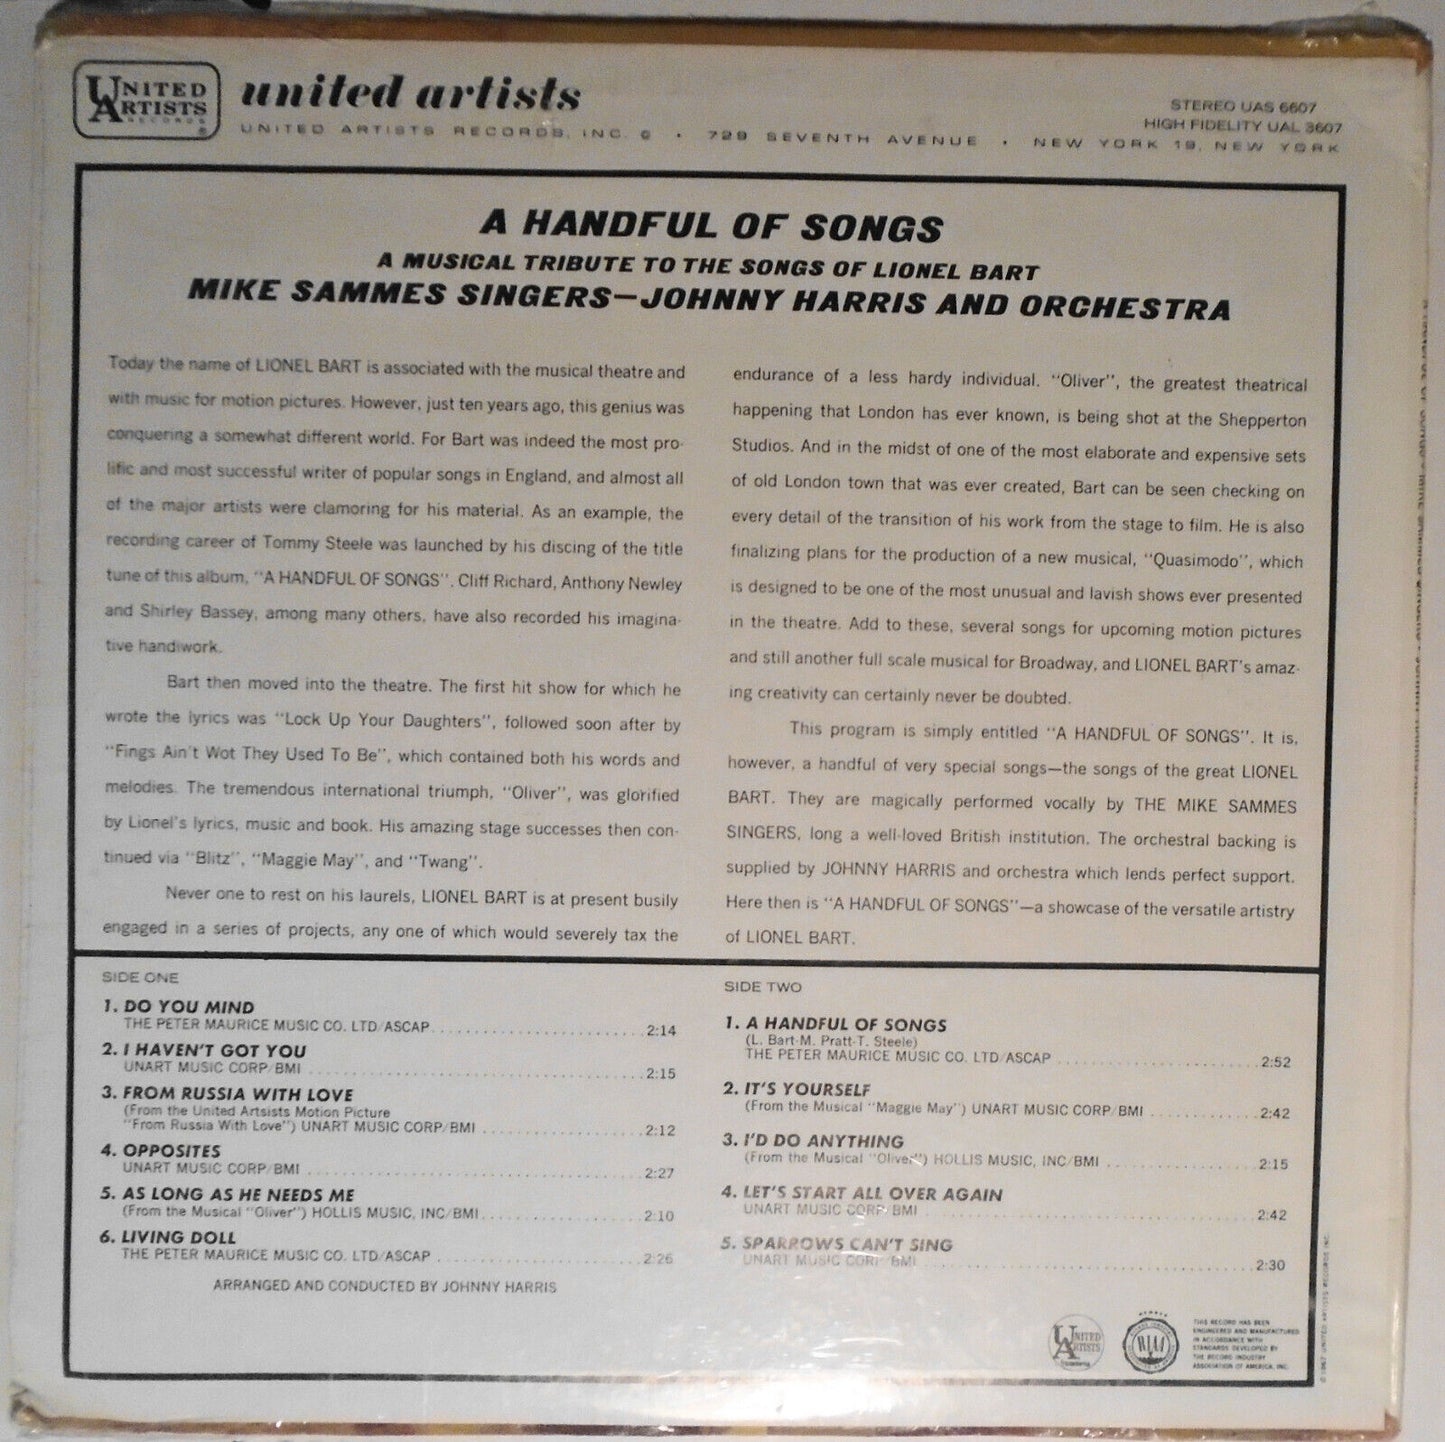 UNITED
ARTISTS
RECORDS
united artists
UNITED ARTISTS RECORDS, INC. © • 729 SEVENTH AVENUE • NEW YORK 19, NEW YORK
STEREO UAS 6607
HIGH FIDELITY UAL 3607
A HANDFUL OF SONGS
A MUSICAL TRIBUTE TO THE SONGS OF LIONEL BART
MIKE SAMMES SINGERS—JOHNNY HARRIS AND ORCHESTRA
Today the name of LIONEL BART is associated with the musical theatre and
with music for motion pictures. However, just ten years ago, this genius was
conquering a somewhat different world. For Bart was indeed the most pro-
lific and most successful writer of popular songs in England, and almost all
of the major artists were clamoring for his material. As an example, the
recording career of Tommy Steele was launched by his discing of the title
tune of this album, "A HANDFUL OF SONGS". Cliff Richard, Anthony Newley
and Shirley Bassey, among many others, have also recorded his imagina-
tive handiwork.
Bart then moved into the theatre. The first hit show for which he
wrote the lyrics was "Lock Up Your Daughters", followed soon after by
"Fings Ain't Wot They Used To Be", which contained both his words and
melodies. The tremendous international triumph, "Oliver", was glorified
by Lionel's lyrics, music and book. His amazing stage successes then con-
tinued via "Blitz", "Maggie May", and "Twang".
Never one to rest on his laurels, LIONEL BART is at present busily
engaged in a series of projects, any one of which would severely tax the
endurance of a less hardy individual. "Oliver", the greatest theatrical
happening that London has ever known, is being shot at the Shepperton
Studios. And in the midst of one of the most elaborate and expensive sets
of old London town that was ever created, Bart can be seen checking on
every detail of the transition of his work from the stage to film. He is also
finalizing plans for the production of a new musical, "Quasimodo", which
is designed to be one of the most unusual and lavish shows ever presented
in the theatre. Add to these, several songs for upcoming motion pictures
and still another full scale musical for Broadway, and LIONEL BART's amaz-
ing creativity can certainly never be doubted.
This program is simply entitled "A HANDFUL OF SONGS". It is,
however, a handful of very special songs—the songs of the great LIONEL
BART. They are magically performed vocally by THE MIKE SAMMES
SINGERS, long a well-loved British institution. The orchestral backing is
supplied by JOHNNY HARRIS and orchestra which lends perfect support.
Here then is "A HANDFUL OF SONGS"—a showcase of the versatile artistry
of LIONEL BART.
SIDE ONE
1. DO YOU MIND
THE PETER MAURICE MUSIC CO. LTD/ASCAP 2:14
2. I HAVEN'T GOT YOU
UNART MUSIC CORP/BMI 2:15
3. FROM RUSSIA WITH LOVE
(From the United Artsists Motion Picture
"From Russia With Love") UNART MUSIC CORP/BMI 2:12
4. OPPOSITES
UNART MUSIC CORP/BMI 2:27
5. AS LONG AS HE NEEDS ME
(From the Musical "Oliver") HOLLIS MUSIC, INC/BMI 2:10
6. LIVING DOLL
THE PETER MAURICE MUSIC CO. LTD/ASCAP 2:26
ARRANGED AND CONDUCTED BY JOHNNY HARRIS
SIDE TWO
1. A HANDFUL OF SONGS
(L. Bart-M. Pratt-T. Steele)
THE PETER MAURICE MUSIC CO. LTD/ASCAP 2:52
2. IT'S YOURSELF
(From the Musical "Maggie May") UNART MUSIC CORP/BMI 2:42
3. I'D DO ANYTHING
(From the Musical "Oliver") HOLLIS MUSIC, INC/BMI 2:15
4. LET'S START ALL OVER AGAIN
UNART MUSIC CORP/BMI 2:42
5. SPARROWS CAN'T SING
UNART MUSIC CORP/BMI 2:30
UNITED
ARTISTS
MEMBER
RIAA
THIS RECORD HAS BEEN
ENGINEERED AND MANUFACTURED
IN ACCORDANCE WITH
STANDARDS DEVELOPED BY
THE RECORD INDUSTRY
ASSOCIATION OF AMERICA, INC.
© 1967 UNITED ARTISTS RECORDS INC.